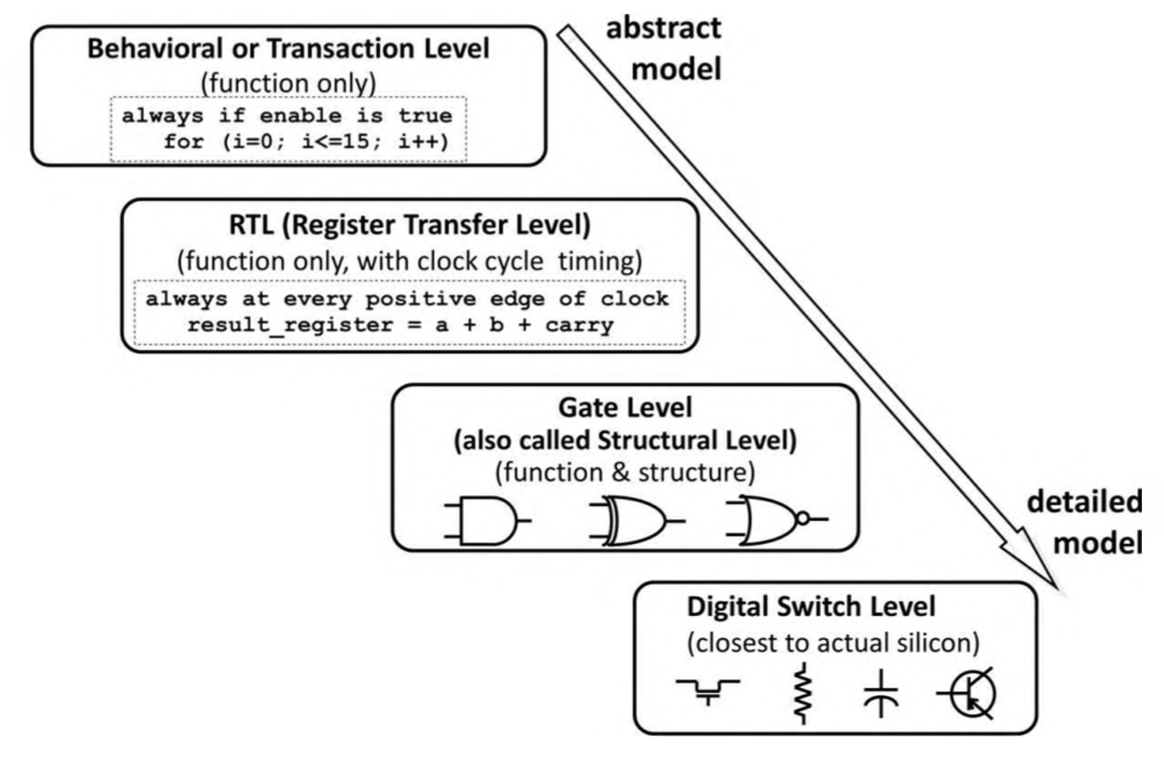 abstract
model
Behavioral or Transaction Level
(function only)
always if enable is true
for (i=0; i<=15; i++)
RTL (Register Transfer Level)
(function only, with clock cycle timing)
always at every positive edge of clock
result_register = a + b + carry
Gate Level
(also called Structural Level)
(function & structure)
detailed
model
Digital Switch Level
(closest to actual silicon)